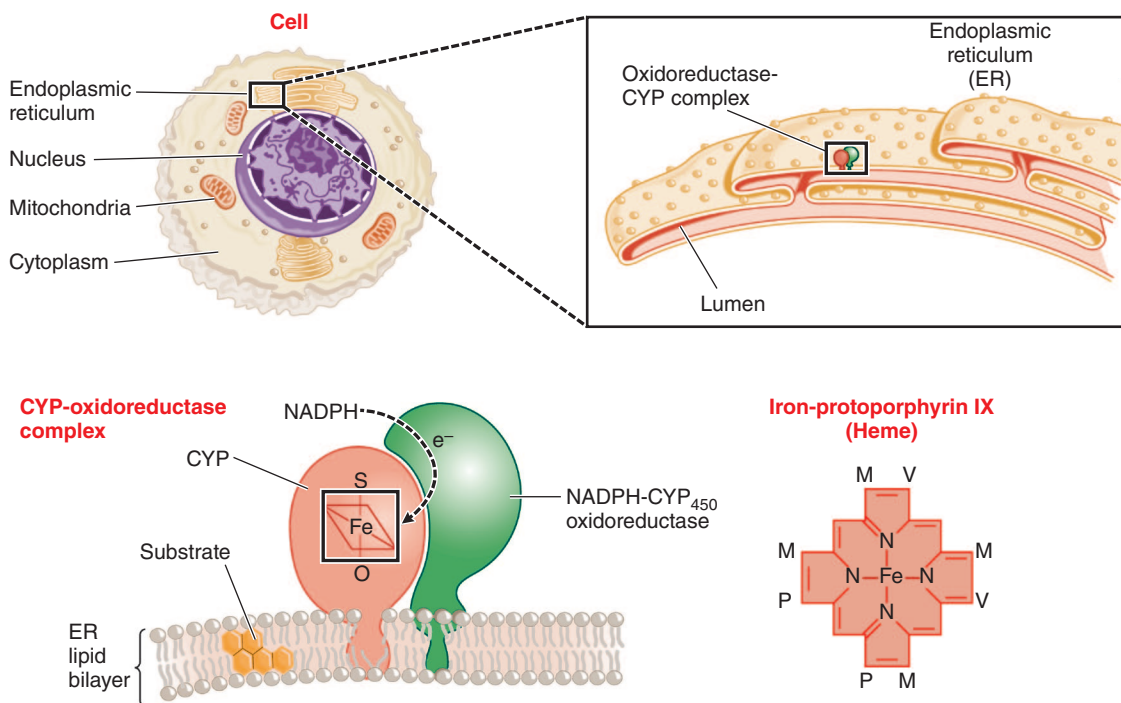 Cell
Endoplasmic
reticulum
Nucleus
Mitochondria
Cytoplasm
Oxidoreductase-
CYP complex
Endoplasmic
reticulum
(ER)
Lumen
CYP-oxidoreductase
complex
NADPH
e–
CYP
S
Fe
O
NADPH-CYP450
oxidoreductase
Substrate
ER
lipid
bilayer
Iron-protoporphyrin IX
(Heme)
M V
N
M M
N Fe N
P V
N
P M